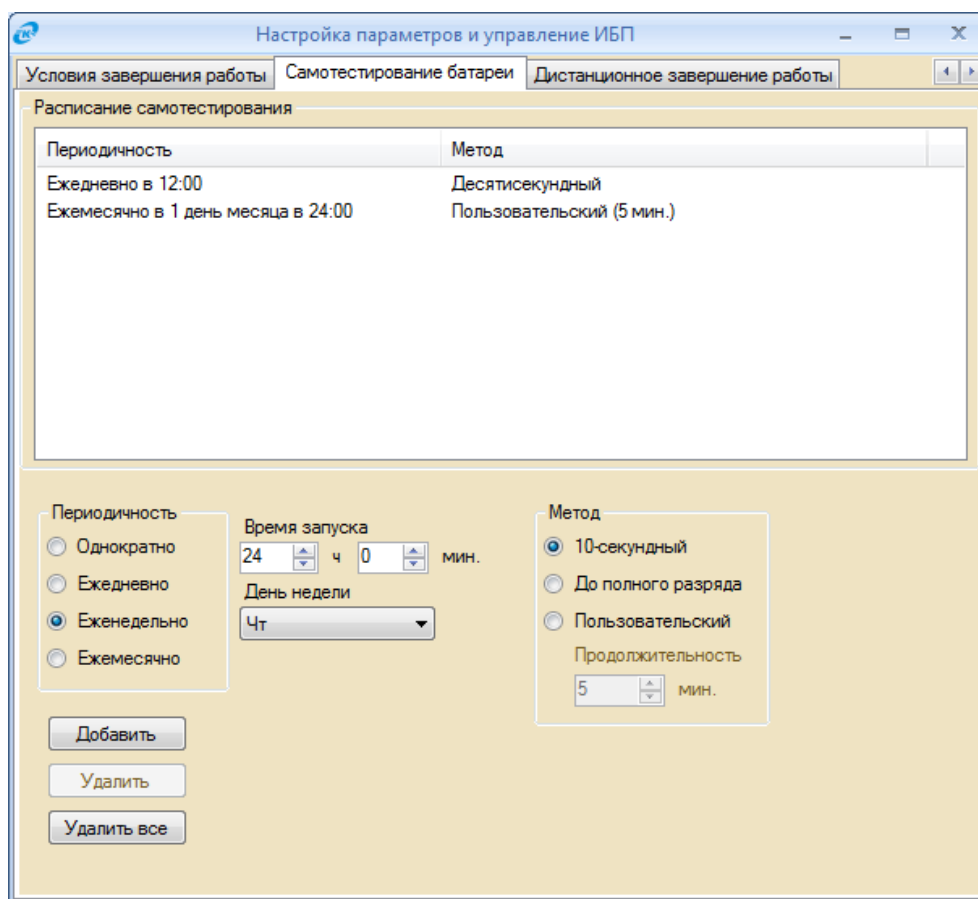 Настройка параметров и управление ИБП
Условия завершения работы Самотестирование батареи Дистанционное завершение работы
Расписание самотестирования
Периодичность Метод
Ежедневно в 12:00 Десятисекундный
Ежемесячно в 1 день месяца в 24:00 Пользовательский (5 мин.)
Периодичность
Однократно
Ежедневно
Еженедельно
Ежемесячно
Время запуска
24 ч 0 мин.
День недели
Чт
Метод
10-секундный
До полного разряда
Пользовательский
Продолжительность
5 мин.
Добавить
Удалить
Удалить все